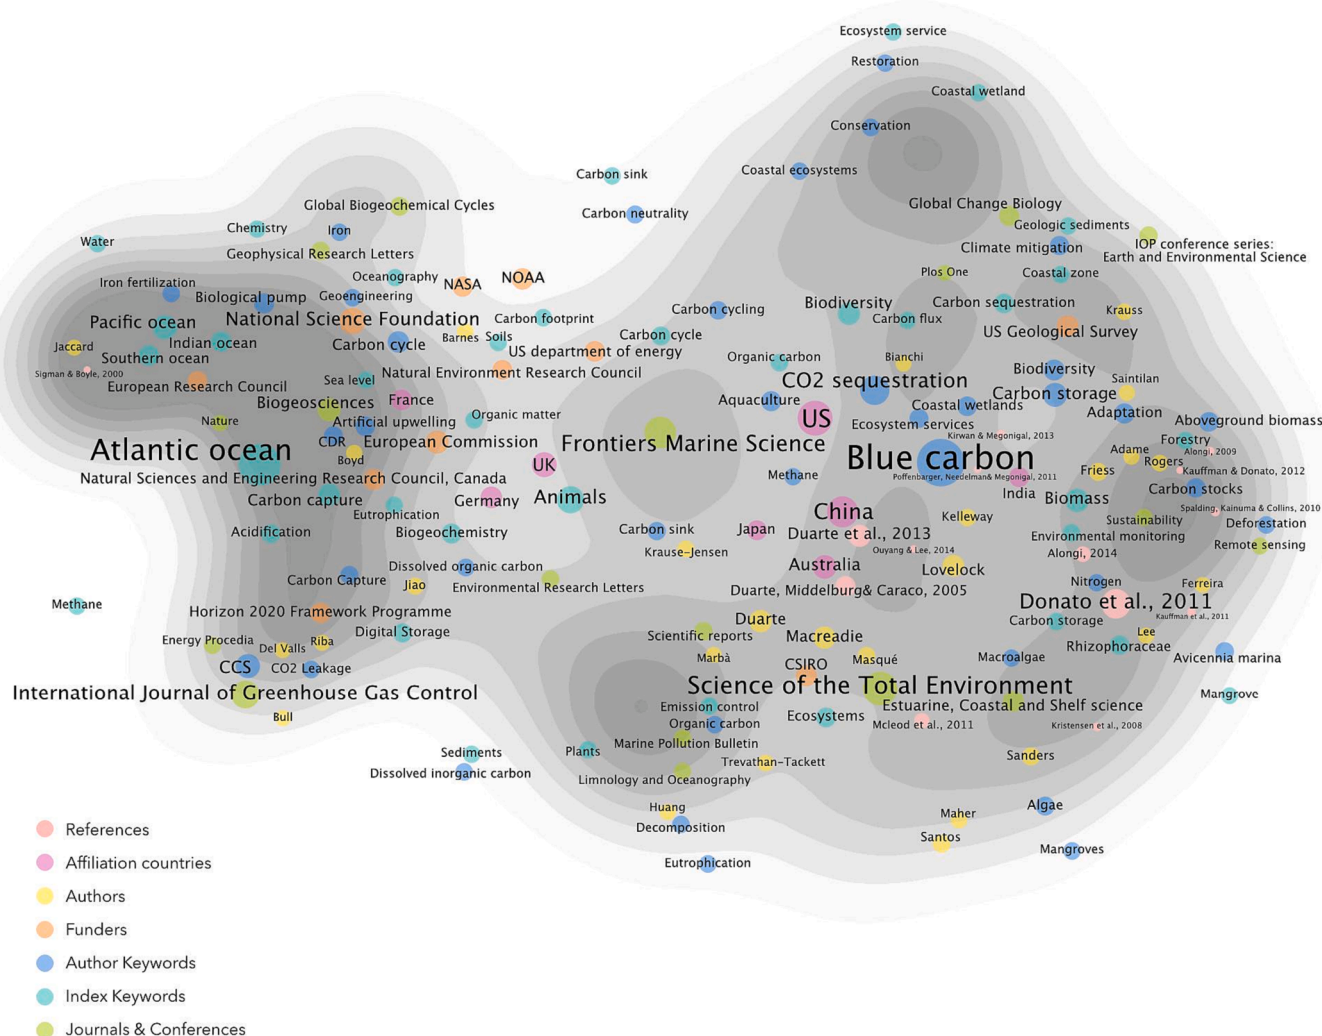 Ecosystem service
Restoration
Coastal wetland
Conservation
Coastal ecosystems
Carbon sink
Global Biogeochemical Cycles
Global Change Biology
Carbon neutrality
Chemistry
Iron
Geologic sediments
Water
Climate mitigation
IOP conference series:
Earth and Environmental Science
Geophysical Research Letters
Oceanography
NASA
NOAA
Plos One
Coastal zone
Iron fertilization
Biological pump
Geoengineering
Biodiversity
Carbon sequestration
Carbon cycling
Krauss
Pacific ocean
National Science Foundation
Carbon footprint
Carbon flux
US Geological Survey
Jaccard
Indian ocean
Carbon cycle
Barnes
Soils
Carbon cycle
US department of energy
Southern ocean
Organic carbon
Bianchi
Biodiversity
Sigman & Boyle, 2000
European Research Council
Sea level
Natural Environment Research Council
CO2 sequestration
Saintilan
Carbon storage
Biogeosciences
France
Aquaculture
US
Coastal wetlands
Adaptation
Nature
Artificial upwelling
Organic matter
Ecosystem services
Aboveground biomass
Atlantic ocean
CDR
European Commission
Frontiers Marine Science
Kirwan & Megonigal, 2013
Forestry
Adame
Alongi, 2009
Boyd
UK
Blue carbon
Rogers
Natural Sciences and Engineering Research Council, Canada
Methane
Poffenbarger, Needelman& Megonigal, 2011
Friess
Kauffman & Donato, 2012
Carbon capture
Germany
Animals
India
Biomass
Carbon stocks
Eutrophication
China
Kelleway
Sustainability
Spalding, Kainuma & Collins, 2010
Deforestation
Acidification
Biogeochemistry
Carbon sink
Japan
Duarte et al., 2013
Environmental monitoring
Remote sensing
Krause-Jensen
Ouyang & Lee, 2014
Alongi, 2014
Dissolved organic carbon
Australia
Lovelock
Carbon Capture
Jiao
Environmental Research Letters
Duarte, Middelburg& Caraco, 2005
Nitrogen
Ferreira
Methane
Horizon 2020 Framework Programme
Donato et al., 2011
Kauffman et al., 2011
Duarte
Carbon storage
Energy Procedia
Del Valls
Riba
Digital Storage
Scientific reports
Macreadie
Lee
Rhizophoraceae
CCS
CO2 Leakage
Marbà
CSIRO
Masqué
Macroalgae
Avicennia marina
International Journal of Greenhouse Gas Control
Science of the Total Environment
Mangrove
Bull
Emission control
Estuarine, Coastal and Shelf science
Organic carbon
Ecosystems
Mcleod et al., 2011
Kristensen et al., 2008
Sediments
Plants
Marine Pollution Bulletin
Trevathan-Tackett
Sanders
Dissolved inorganic carbon
Limnology and Oceanography
Huang
Algae
Decomposition
Maher
Santos
Mangroves
Eutrophication
References
Affiliation countries
Authors
Funders
Author Keywords
Index Keywords
Journals & Conferences